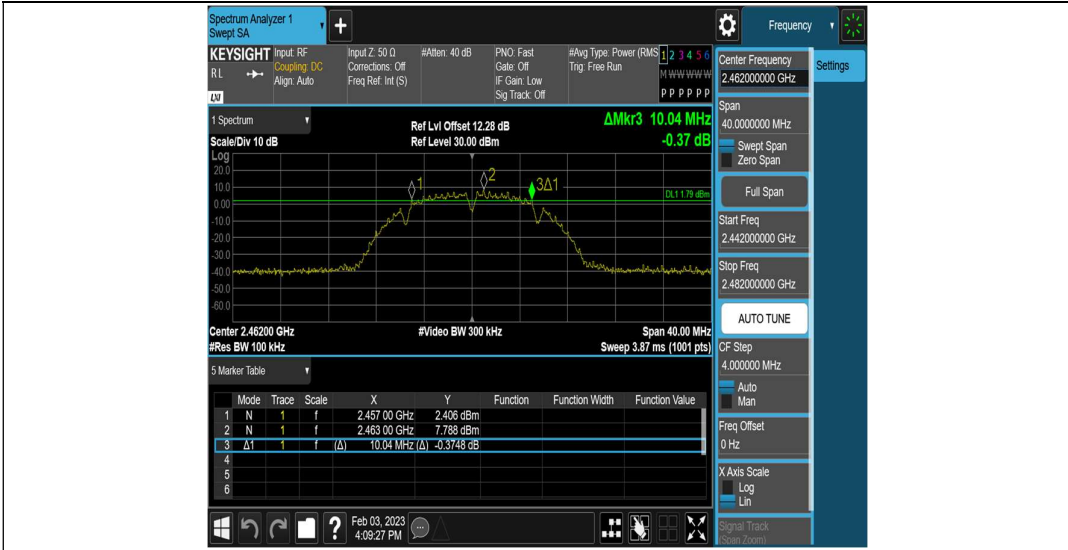 Spectrum Analyzer 1
Swept SA
+
Frequency
KEYSIGHT
RL
LXI
Input: RF
Coupling: DC
Align: Auto
Input Z: 50 Ω
Corrections: Off
Freq Ref: Int (S)
#Atten: 40 dB
PNO: Fast
Gate: Off
IF Gain: Low
Sig Track: Off
#Avg Type: Power (RMS
Trig: Free Run
1 2 3 4 5 6
M W W W W W
P P P P P P
Center Frequency
2.462000000 GHz
Settings
Span
40.0000000 MHz
Swept Span
Zero Span
Full Span
Start Freq
2.442000000 GHz
Stop Freq
2.482000000 GHz
AUTO TUNE
CF Step
4.000000 MHz
Auto
Man
Freq Offset
0 Hz
X Axis Scale
Log
Lin
Signal Track
(Span Zoom)
1 Spectrum
Scale/Div 10 dB
Ref Lvl Offset 12.28 dB
Ref Level 30.00 dBm
ΔMkr3 10.04 MHz
-0.37 dB
Log
20.0
10.0
0.00
-10.0
-20.0
-30.0
-40.0
-50.0
-60.0
1
2
3Δ1
DL1 1.79 dBm
Center 2.46200 GHz
#Video BW 300 kHz
Span 40.00 MHz
#Res BW 100 kHz
Sweep 3.87 ms (1001 pts)
5 Marker Table
Mode Trace Scale X Y Function Function Width Function Value
1 N 1 f 2.457 00 GHz 2.406 dBm
2 N 1 f 2.463 00 GHz 7.788 dBm
3 Δ1 1 f (Δ) 10.04 MHz (Δ) -0.3748 dB
4
5
6
?
Feb 03, 2023
4:09:27 PM